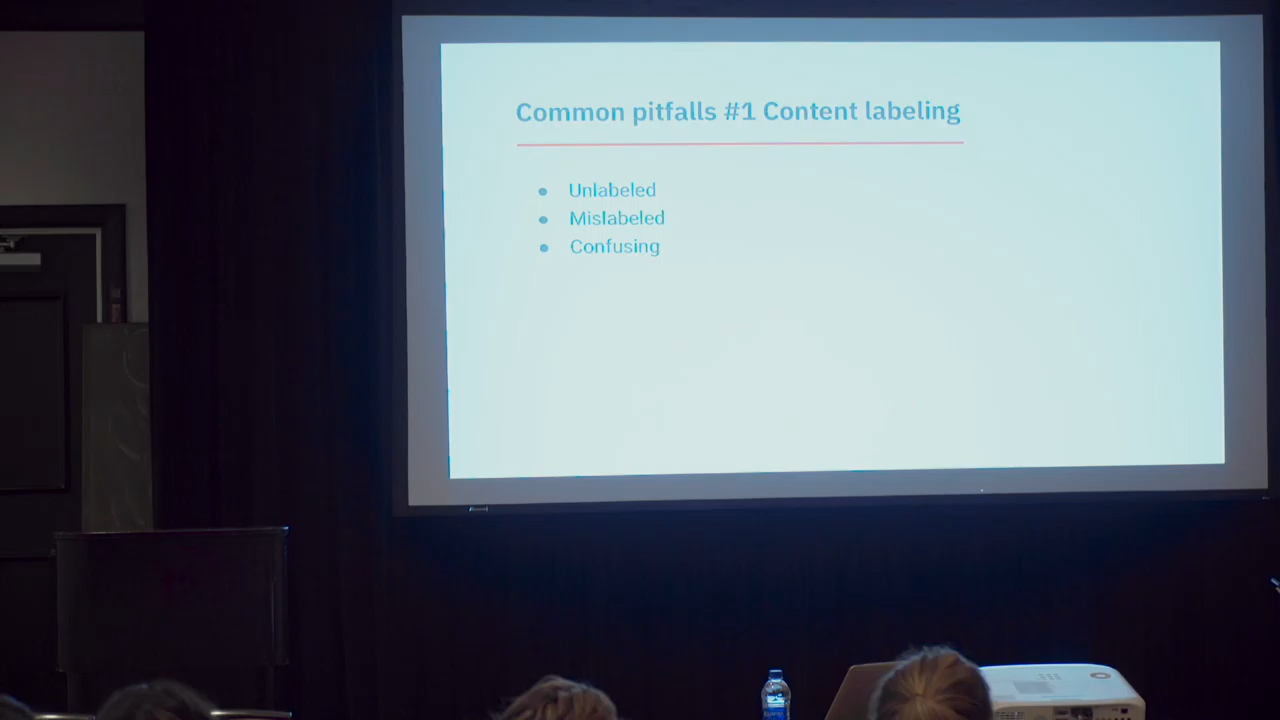 Common pitfalls #1 Content labeling
Unlabeled
Mislabeled
Confusing